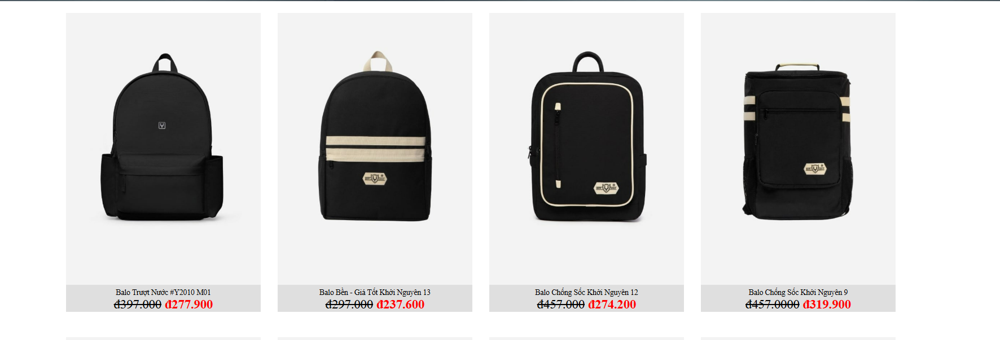 Balo Trượt Nước #Y2010 M01
đ397.000 đ277.900
Balo Bền - Giá Tốt Khởi Nguyên 13
đ297.000 đ237.600
Balo Chống Sốc Khởi Nguyên 12
đ457.000 đ274.200
Balo Chống Sốc Khởi Nguyên 9
đ457.0000 đ319.900